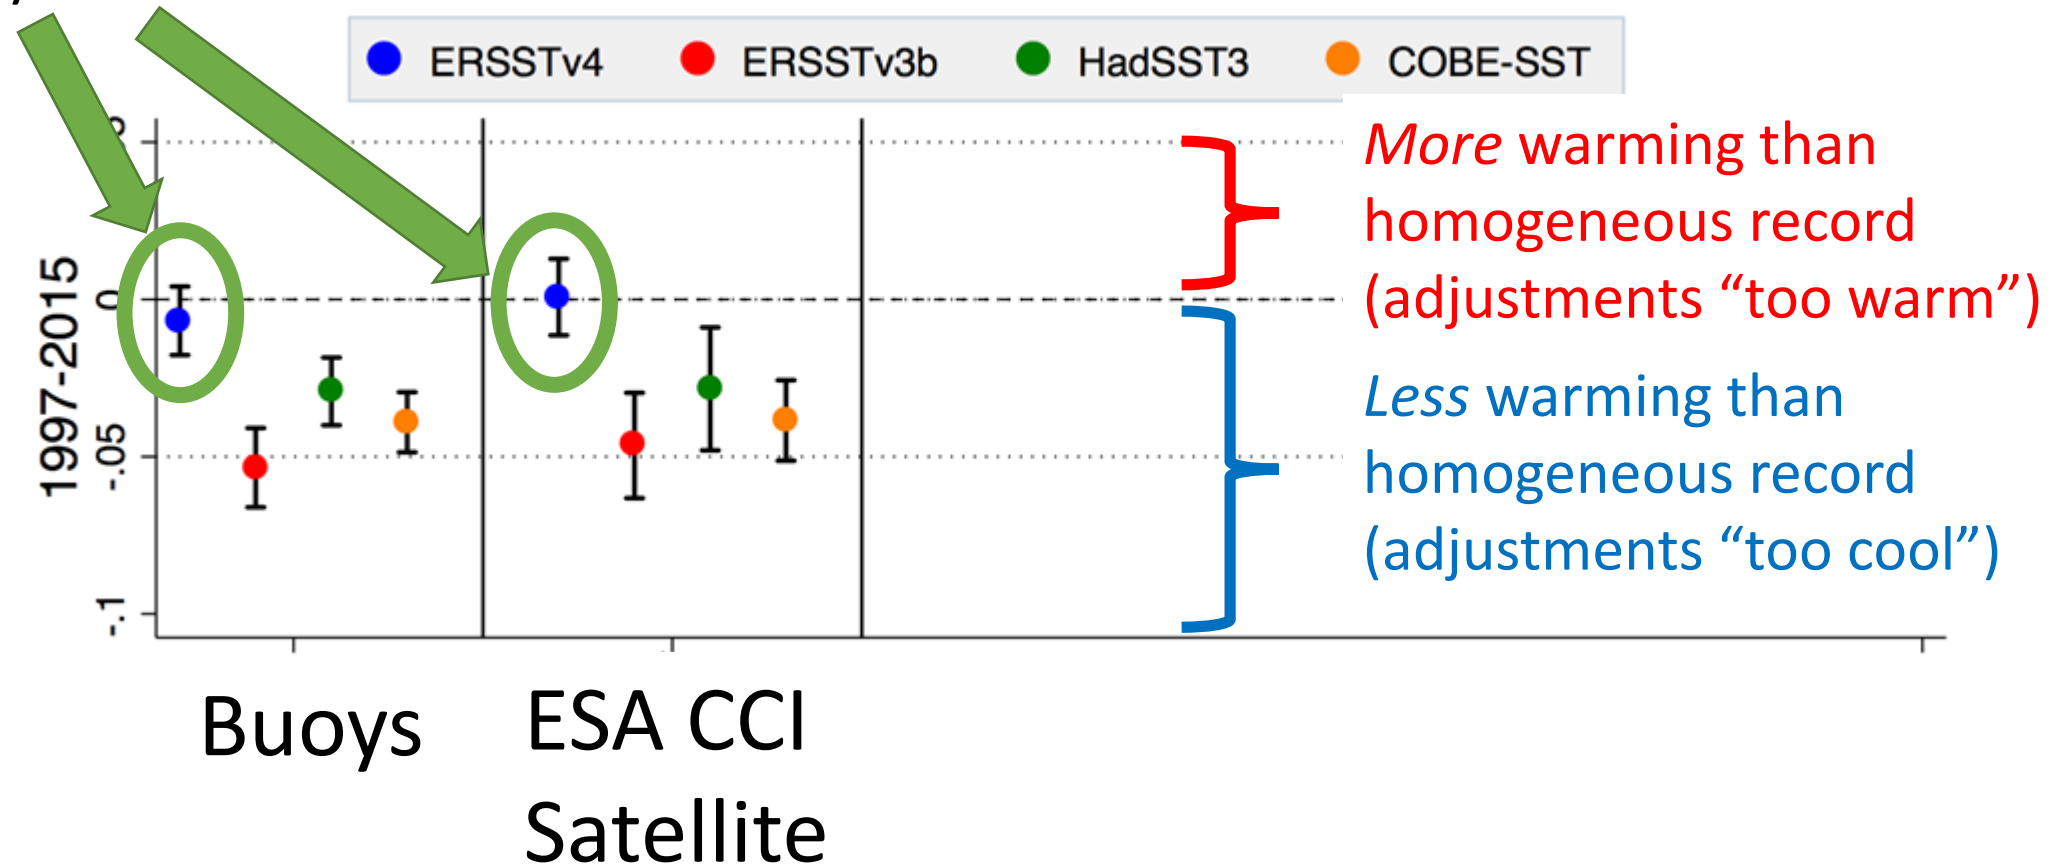 ERSSTv4 ERSSTv3b HadSST3 COBE-SST
More warming than
homogeneous record
(adjustments “too warm”)
Less warming than
homogeneous record
(adjustments “too cool”)
1997-2015
0
-.05
-.1
Buoys
ESA CCI
Satellite